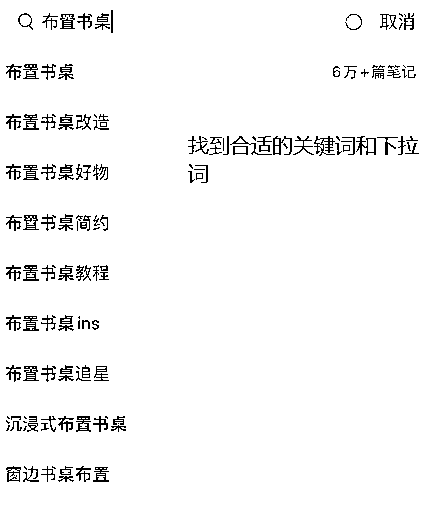 布置书桌 取消
布置书桌 6万+篇笔记
布置书桌改造
找到合适的关键词和下拉
词
布置书桌好物
布置书桌简约
布置书桌教程
布置书桌ins
布置书桌追星
沉浸式布置书桌
窗边书桌布置